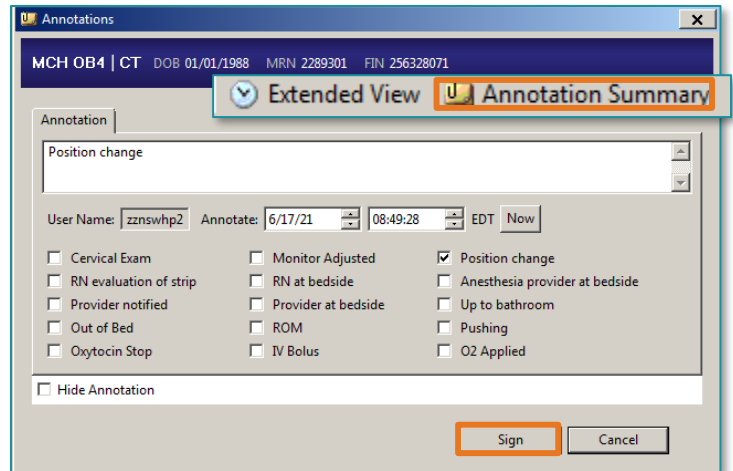 Annotations
MCH OB4 | CT DOB 01/01/1988 MRN 2289301 FIN 256328071
Extended View Annotation Summary
Annotation
Position change
User Name: zznswhp2 Annotate: 6/17/21 08:49:28 EDT Now
Cervical Exam Monitor Adjusted Position change
RN evaluation of strip RN at bedside Anesthesia provider at bedside
Provider notified Provider at bedside Up to bathroom
Out of Bed ROM Pushing
Oxytocin Stop IV Bolus O2 Applied
Hide Annotation
Sign Cancel